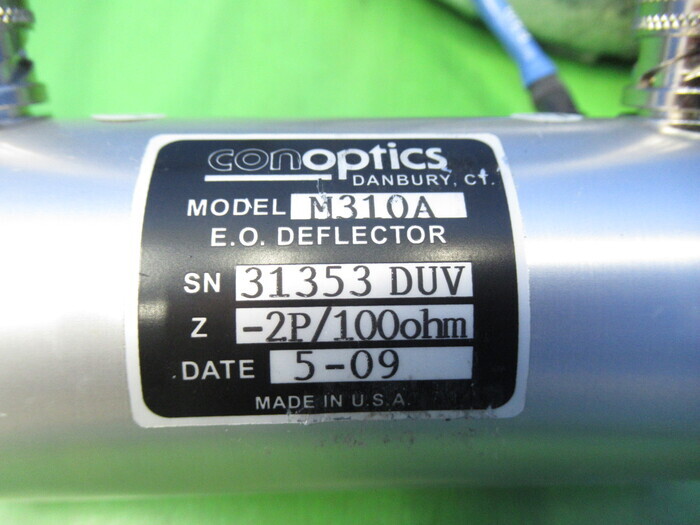 conoptics
DANBURY, CT.
MODEL M310A
E.O. DEFLECTOR
SN 31353 DUV
Z -2P/100ohm
DATE 5-09
MADE IN U.S.A.